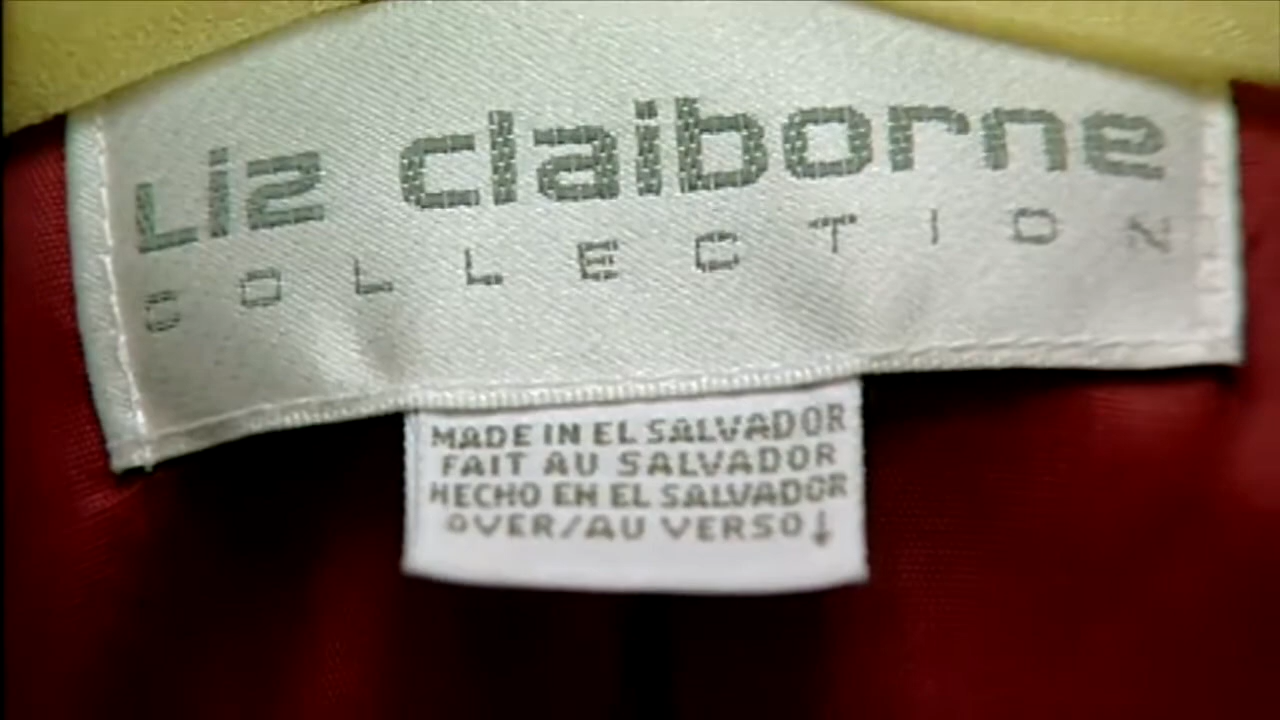 Liz claiborne
COLLECTION
MADE IN EL SALVADOR
FAIT AU SALVADOR
HECHO EN EL SALVADOR
OVER/AU VERSO↓